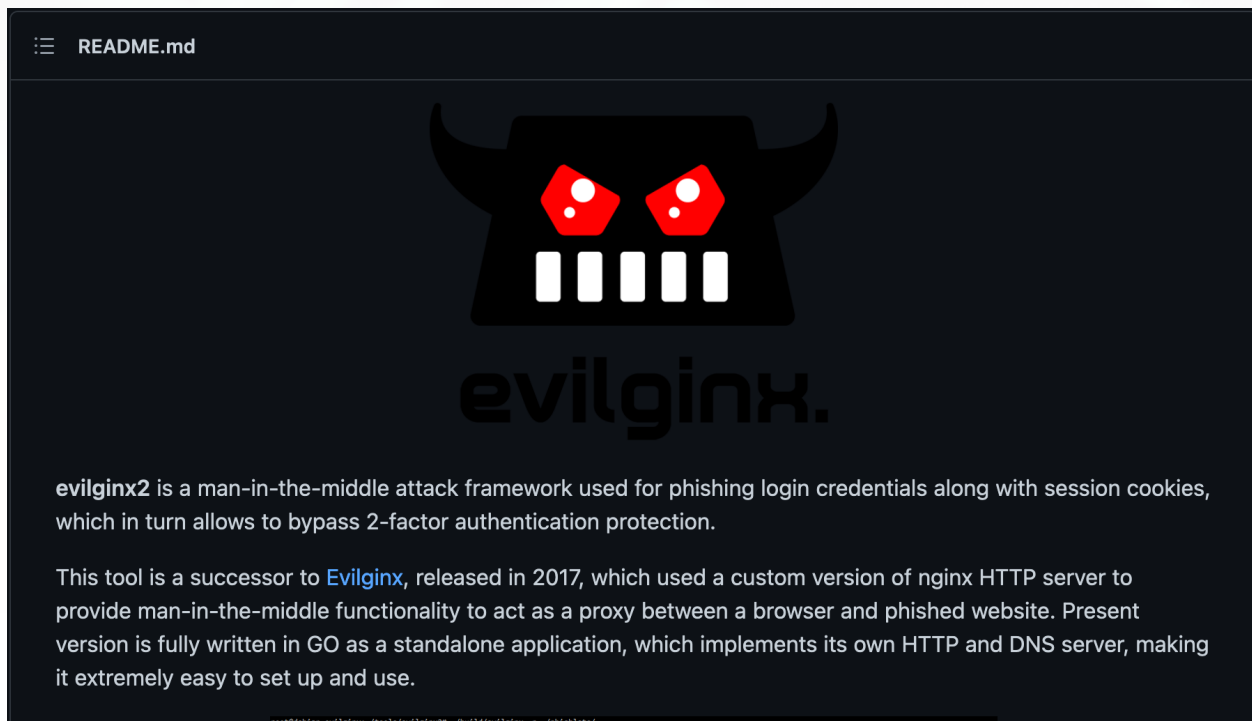 README.md
evilginx.
evilginx2 is a man-in-the-middle attack framework used for phishing login credentials along with session cookies,
which in turn allows to bypass 2-factor authentication protection.
This tool is a successor to Evilginx, released in 2017, which used a custom version of nginx HTTP server to
provide man-in-the-middle functionality to act as a proxy between a browser and phished website. Present
version is fully written in GO as a standalone application, which implements its own HTTP and DNS server, making
it extremely easy to set up and use.